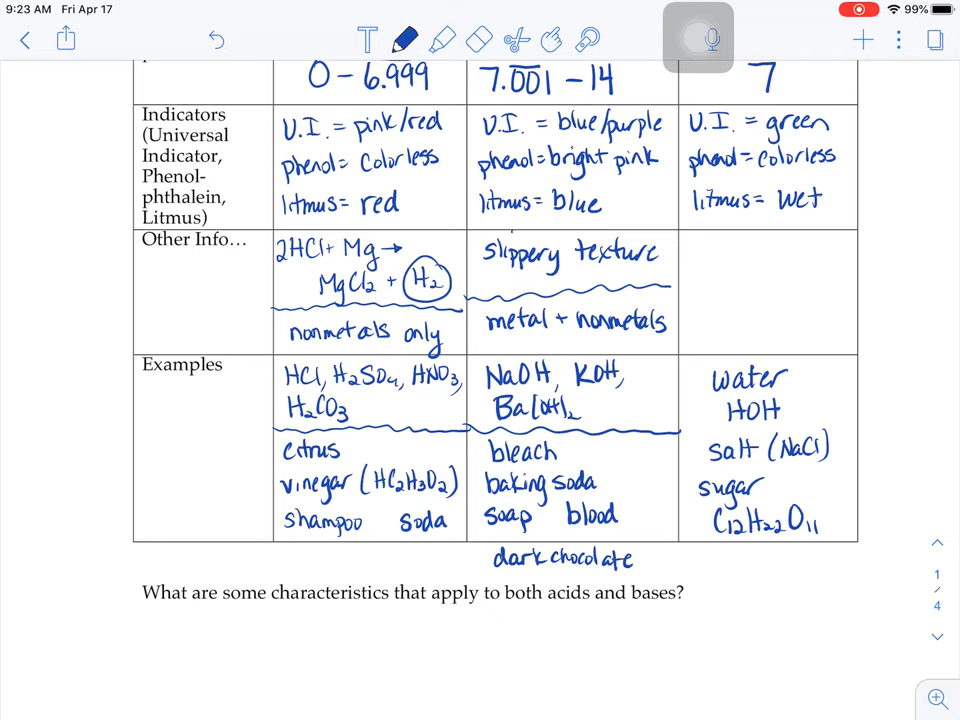 9:23 AM Fri Apr 17
99%
T
0 – 6.999
7.001 – 14
7
Indicators
(Universal
Indicator,
Phenol-
phthalein,
Litmus)
U.I. = pink/red
phenol = colorless
litmus = red
U.I. = blue/purple
phenol = bright pink
litmus = blue
U.I. = green
phenol = colorless
litmus = wet
Other Info…
2HCl + Mg →
MgCl2 + H2
nonmetals only
slippery texture
metal + nonmetals
Examples
HCl, H2SO4, HNO3,
H2CO3
citrus
vinegar (HC2H3O2)
shampoo soda
NaOH, KOH,
Ba(OH)2
bleach
baking soda
soap blood
dark chocolate
water
HOH
salt (NaCl)
sugar
C12H22O11
What are some characteristics that apply to both acids and bases?
1
/
4